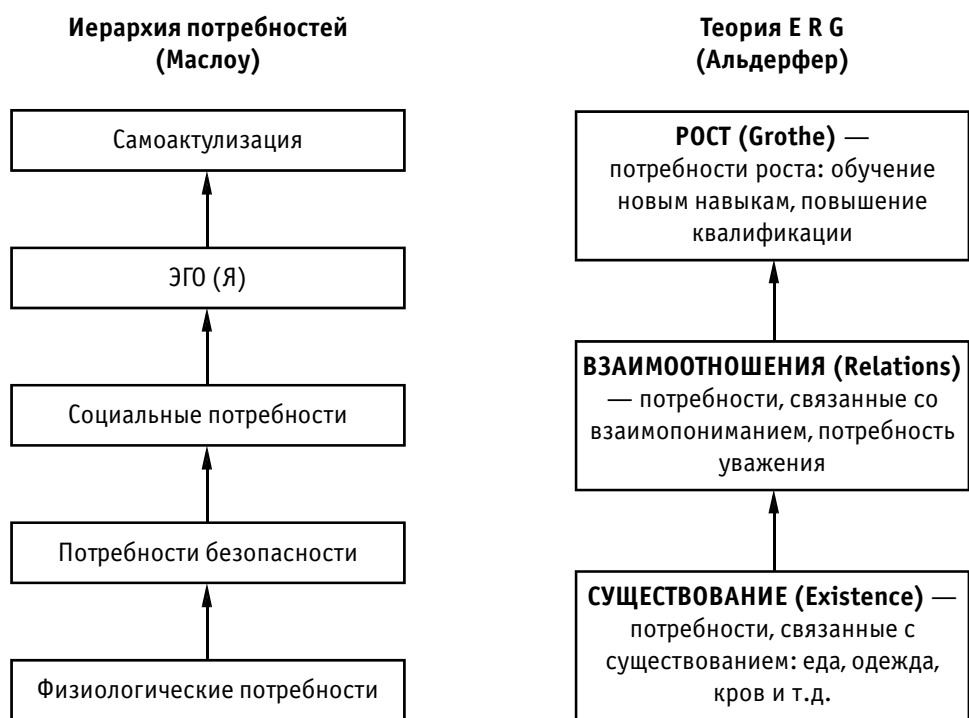 Иерархия потребностей
(Маслоу)
Самоактулизация
ЭГО (Я)
Социальные потребности
Потребности безопасности
Физиологические потребности
Теория E R G
(Альдерфер)
РОСТ (Grothe) —
потребности роста: обучение
новым навыкам, повышение
квалификации
ВЗАИМООТНОШЕНИЯ (Relations)
— потребности, связанные со
взаимопониманием, потребность
уважения
СУЩЕСТВОВАНИЕ (Existence) —
потребности, связанные с
существованием: еда, одежда,
кров и т.д.